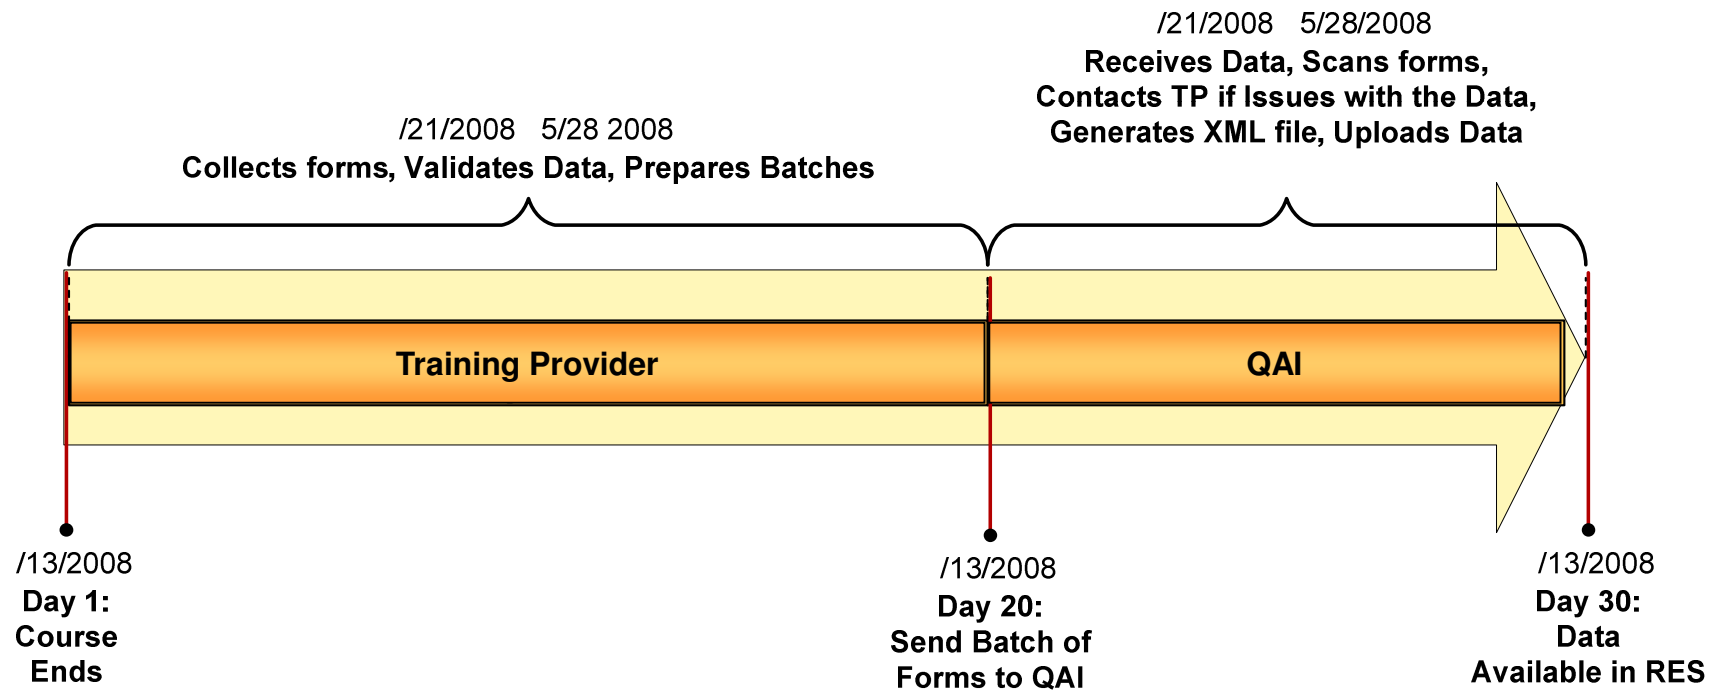 /21/2008 5/28/2008
Receives Data, Scans forms,
Contacts TP if Issues with the Data,
Generates XML file, Uploads Data
/21/2008 5/28 2008
Collects forms, Validates Data, Prepares Batches
Training Provider
QAI
/13/2008
Day 1:
Course
Ends
/13/2008
Day 20:
Send Batch of
Forms to QAI
/13/2008
Day 30:
Data
Available in RES